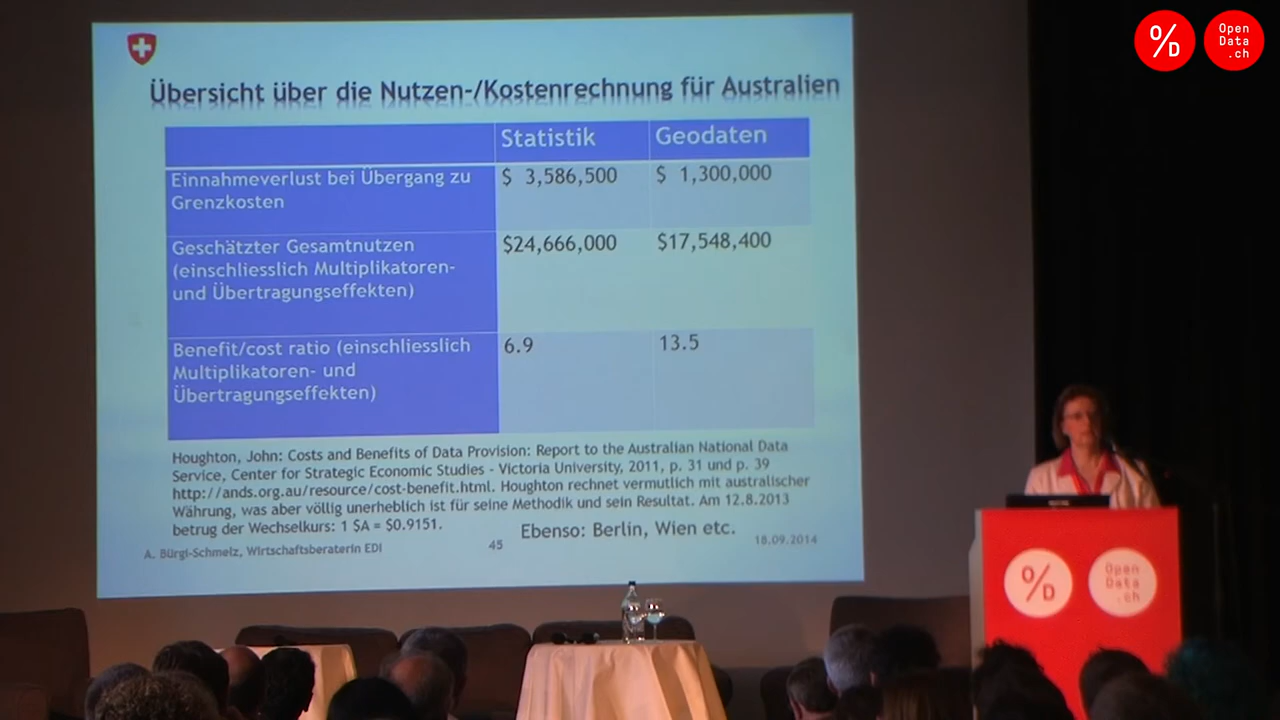 %D
Open
Data
.ch
Übersicht über die Nutzen-/Kostenrechnung für Australien
Statistik Geodaten
Einnahmeverlust bei Übergang zu
Grenzkosten
$ 3,586,500 $ 1,300,000
Geschätzter Gesamtnutzen
(einschliesslich Multiplikatoren-
und Übertragungseffekten)
$24,666,000 $17,548,400
Benefit/cost ratio (einschliesslich
Multiplikatoren- und
Übertragungseffekten)
6.9 13.5
Houghton, John: Costs and Benefits of Data Provision: Report to the Australian National Data
Service, Center for Strategic Economic Studies - Victoria University, 2011, p. 31 und p. 39
http://ands.org.au/resource/cost-benefit.html. Houghton rechnet vermutlich mit australischer
Währung, was aber völlig unerheblich ist für seine Methodik und sein Resultat. Am 12.8.2013
betrug der Wechselkurs: 1 $A = $0.9151.
Ebenso: Berlin, Wien etc.
A. Bürgi-Schmelz, Wirtschaftsberaterin EDI
45
18.09.2014
%D
Open
Data
.ch